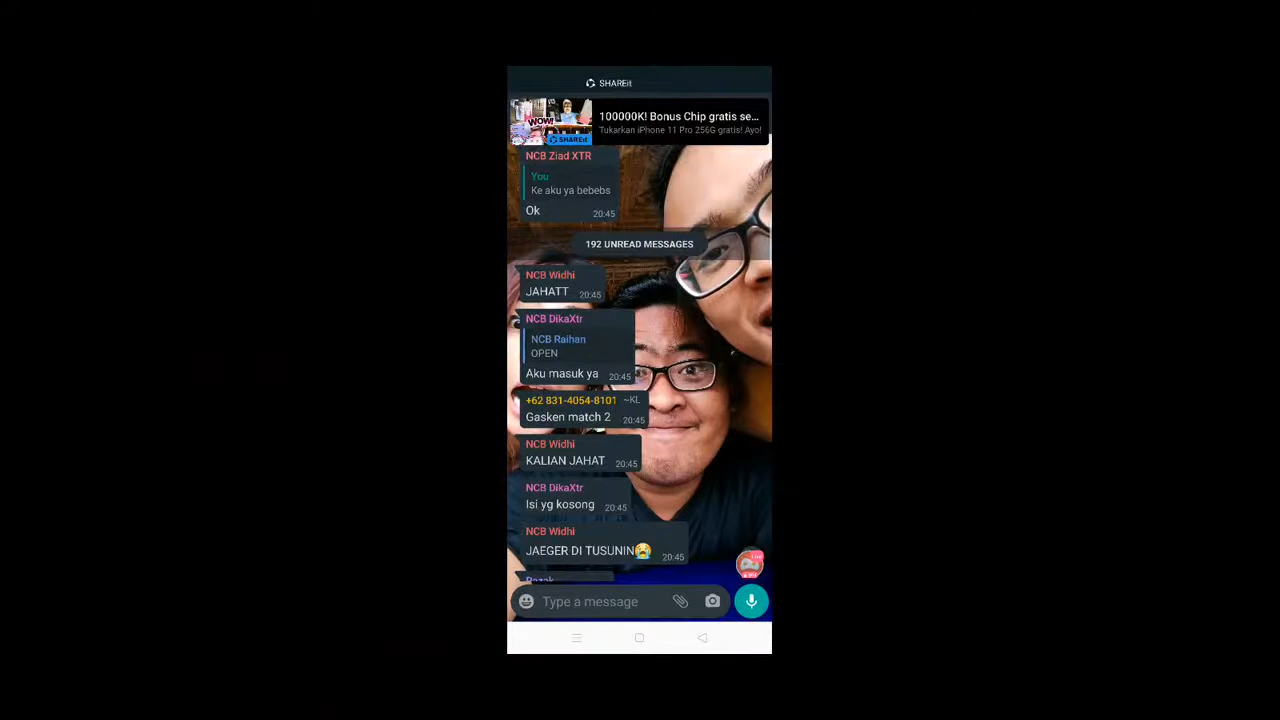 SHAREit
100000K! Bonus Chip gratis se...
WOW!
SHAREit
Tukarkan iPhone 11 Pro 256G gratis! Ayo!
NCB Ziad XTR
You
Ke aku ya bebebs
Ok 20:45
192 UNREAD MESSAGES
NCB Widhi
JAHATT 20:45
NCB DikaXtr
NCB Raihan
OPEN
Aku masuk ya 20:45
+62 831-4054-8101 ~KL
Gasken match 2 20:45
NCB Widhi
KALIAN JAHAT 20:45
NCB DikaXtr
Isi yg kosong 20:45
NCB Widhi
JAEGER DI TUSUNIN😭 20:45
Razak
Type a message